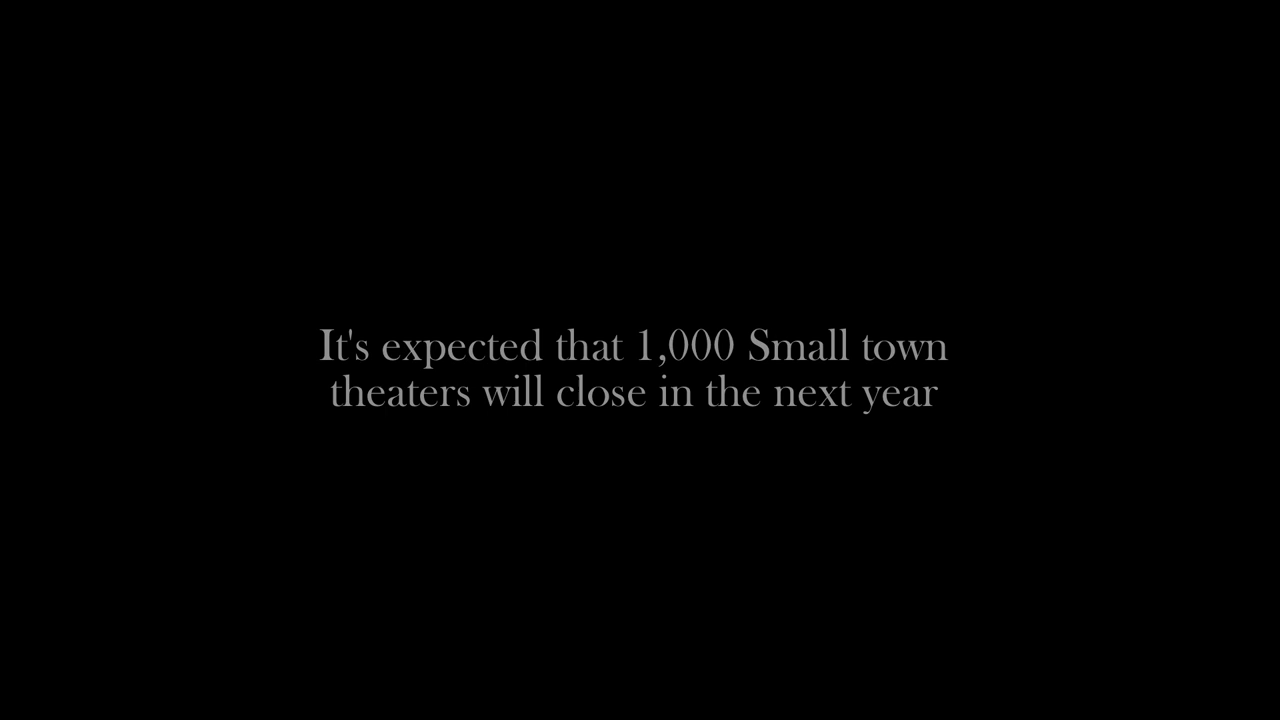 It's expected that 1,000 Small town
theaters will close in the next year